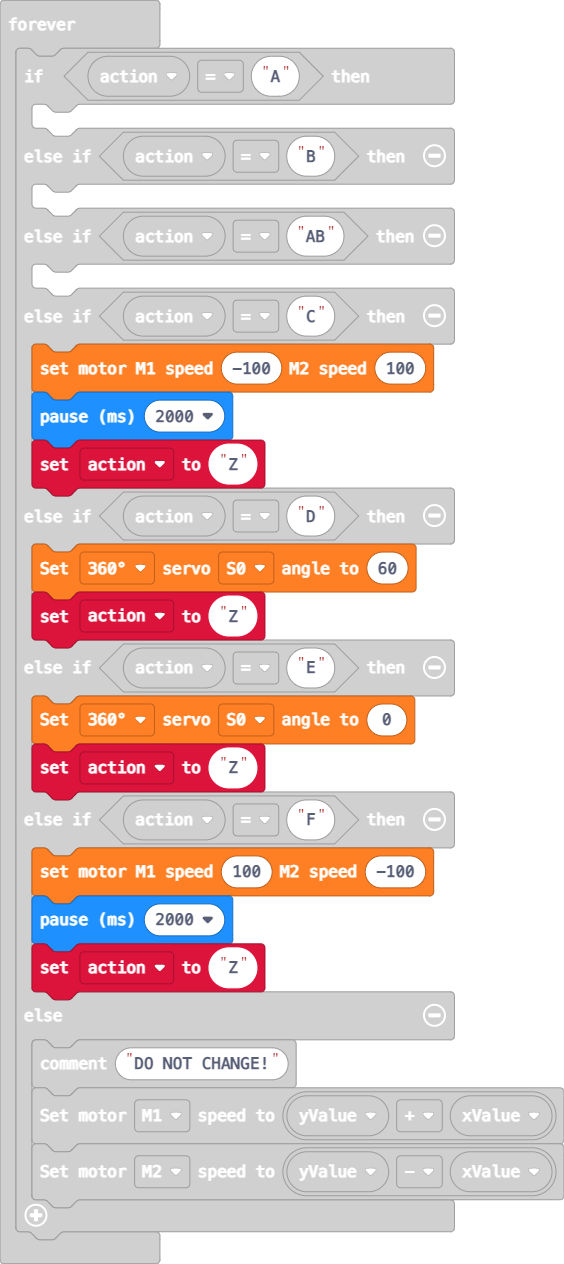 forever
if action = "A" then
else if action = "B" then
else if action = "AB" then
else if action = "C" then
set motor M1 speed -100 M2 speed 100
pause (ms) 2000
set action to "Z"
else if action = "D" then
Set 360° servo S0 angle to 60
set action to "Z"
else if action = "E" then
Set 360° servo S0 angle to 0
set action to "Z"
else if action = "F" then
set motor M1 speed 100 M2 speed -100
pause (ms) 2000
set action to "Z"
else
comment "DO NOT CHANGE!"
Set motor M1 speed to yValue + xValue
Set motor M2 speed to yValue - xValue